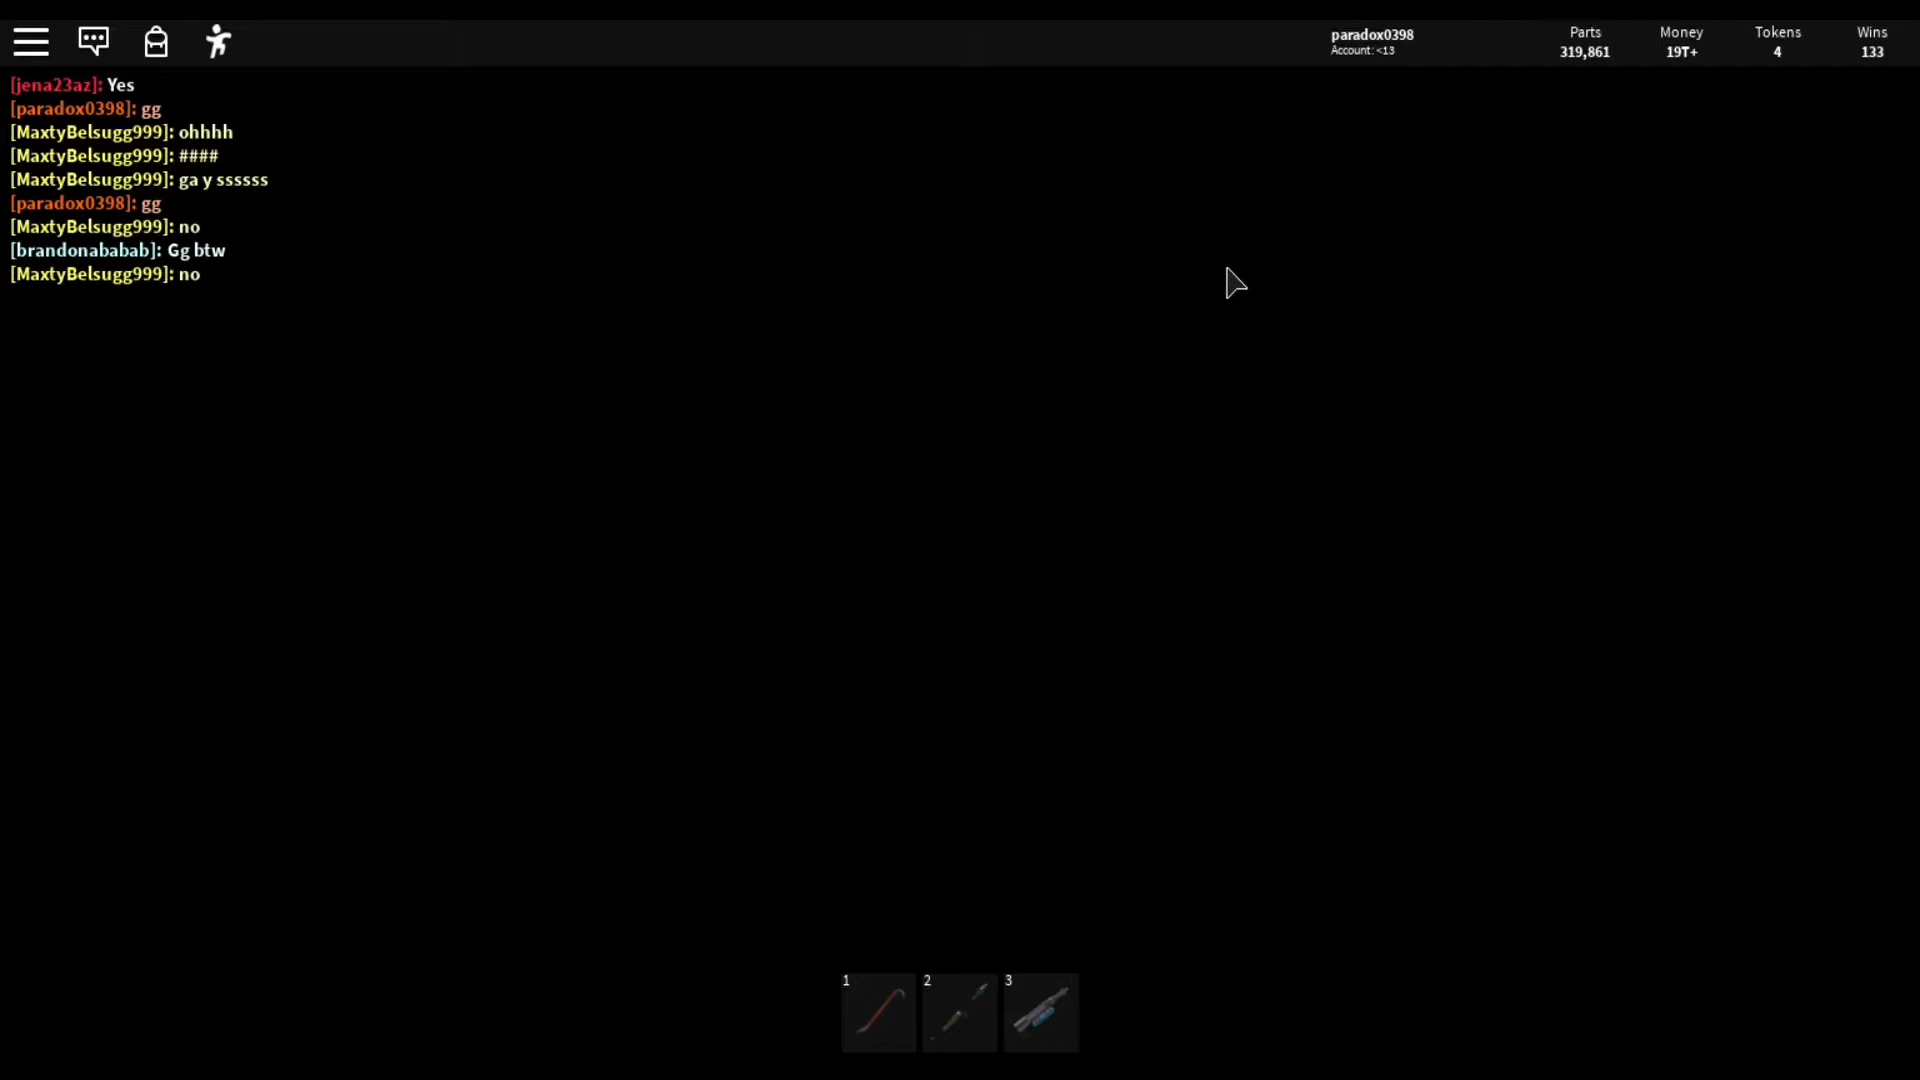 paradox0398
Account: <13
Parts
319,861
Money
19T+
Tokens
4
Wins
133
[jena23az]: Yes
[paradox0398]: gg
[MaxtyBelsugg999]: ohhhh
[MaxtyBelsugg999]: ####
[MaxtyBelsugg999]: ga y ssssss
[paradox0398]: gg
[MaxtyBelsugg999]: no
[brandonababab]: Gg btw
[MaxtyBelsugg999]: no
1
2
3